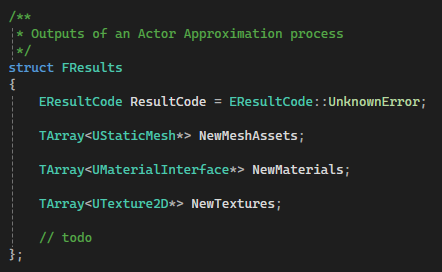 /**
 * Outputs of an Actor Approximation process
 */
struct FResults
{
    EResultCode ResultCode = EResultCode::UnknownError;
    TArray<UStaticMesh*> NewMeshAssets;
    TArray<UMaterialInterface*> NewMaterials;
    TArray<UTexture2D*> NewTextures;
    // todo
};